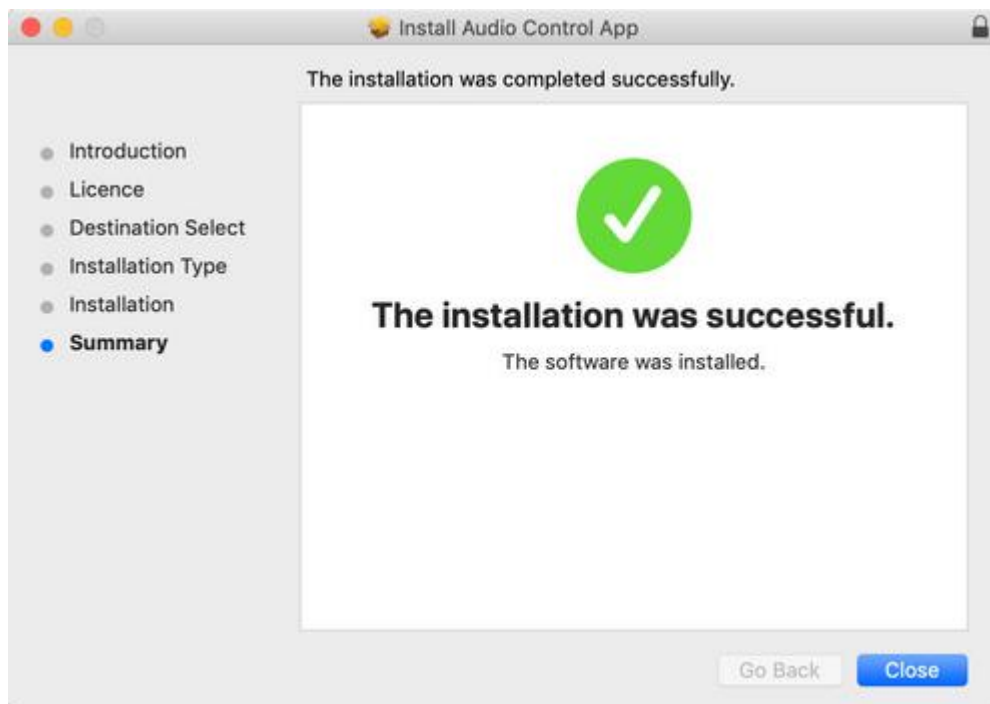 Install Audio Control App
The installation was completed successfully.
Introduction
Licence
Destination Select
Installation Type
Installation
Summary
The installation was successful.
The software was installed.
Go Back
Close